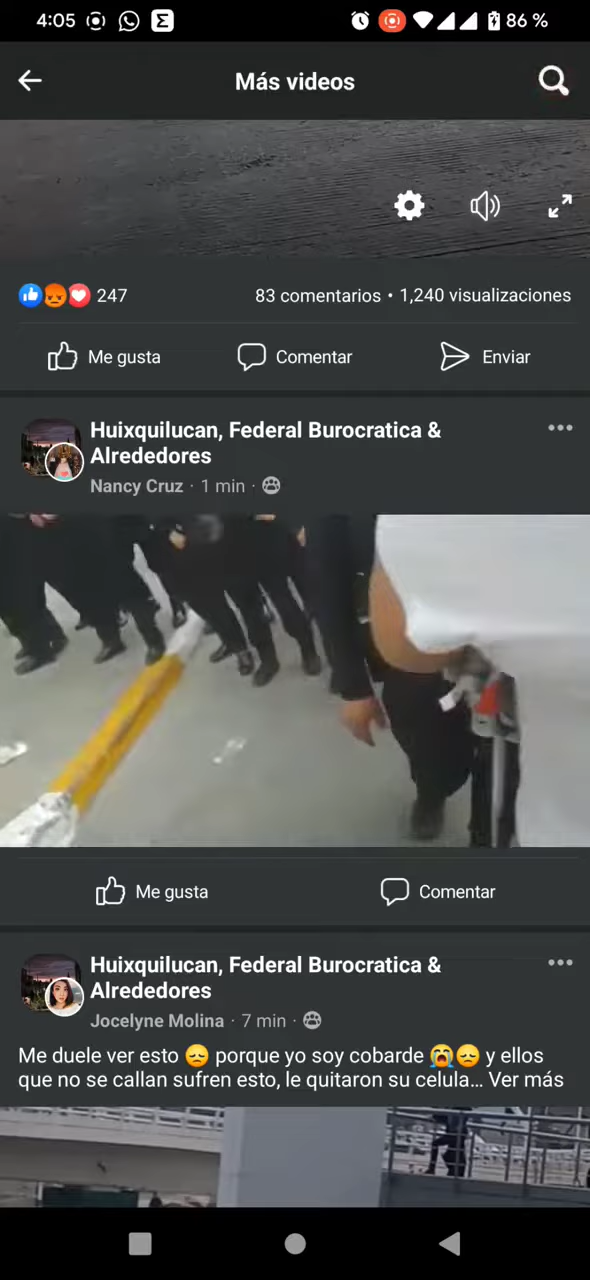 4:05
86 %
Más videos
247
83 comentarios • 1,240 visualizaciones
Me gusta
Comentar
Enviar
Huixquilucan, Federal Burocratica &
Alrededores
Nancy Cruz · 1 min ·
Me gusta
Comentar
Huixquilucan, Federal Burocratica &
Alrededores
Jocelyne Molina · 7 min ·
Me duele ver esto 😞 porque yo soy cobarde 😭😞 y ellos
que no se callan sufren esto, le quitaron su celula... Ver más